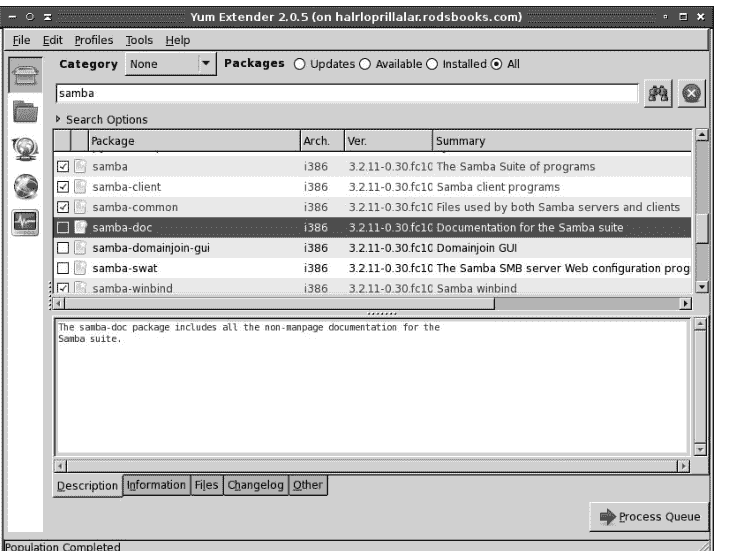 Yum Extender 2.0.5 (on halrloprillalar.rodsbooks.com)
File Edit Profiles Tools Help
Category None Packages Updates Available Installed All
samba
Search Options
Package Arch. Ver. Summary
samba i386 3.2.11-0.30.fc10 The Samba Suite of programs
samba-client i386 3.2.11-0.30.fc10 Samba client programs
samba-common i386 3.2.11-0.30.fc10 Files used by both Samba servers and clients
samba-doc i386 3.2.11-0.30.fc10 Documentation for the Samba suite
samba-domainjoin-gui i386 3.2.11-0.30.fc10 Domainjoin GUI
samba-swat i386 3.2.11-0.30.fc10 The Samba SMB server Web configuration prog
samba-winbind i386 3.2.11-0.30.fc10 Samba winbind
The samba-doc package includes all the non-manpage documentation for the
Samba suite.
Description Information Files Changelog Other
Process Queue
Population Completed